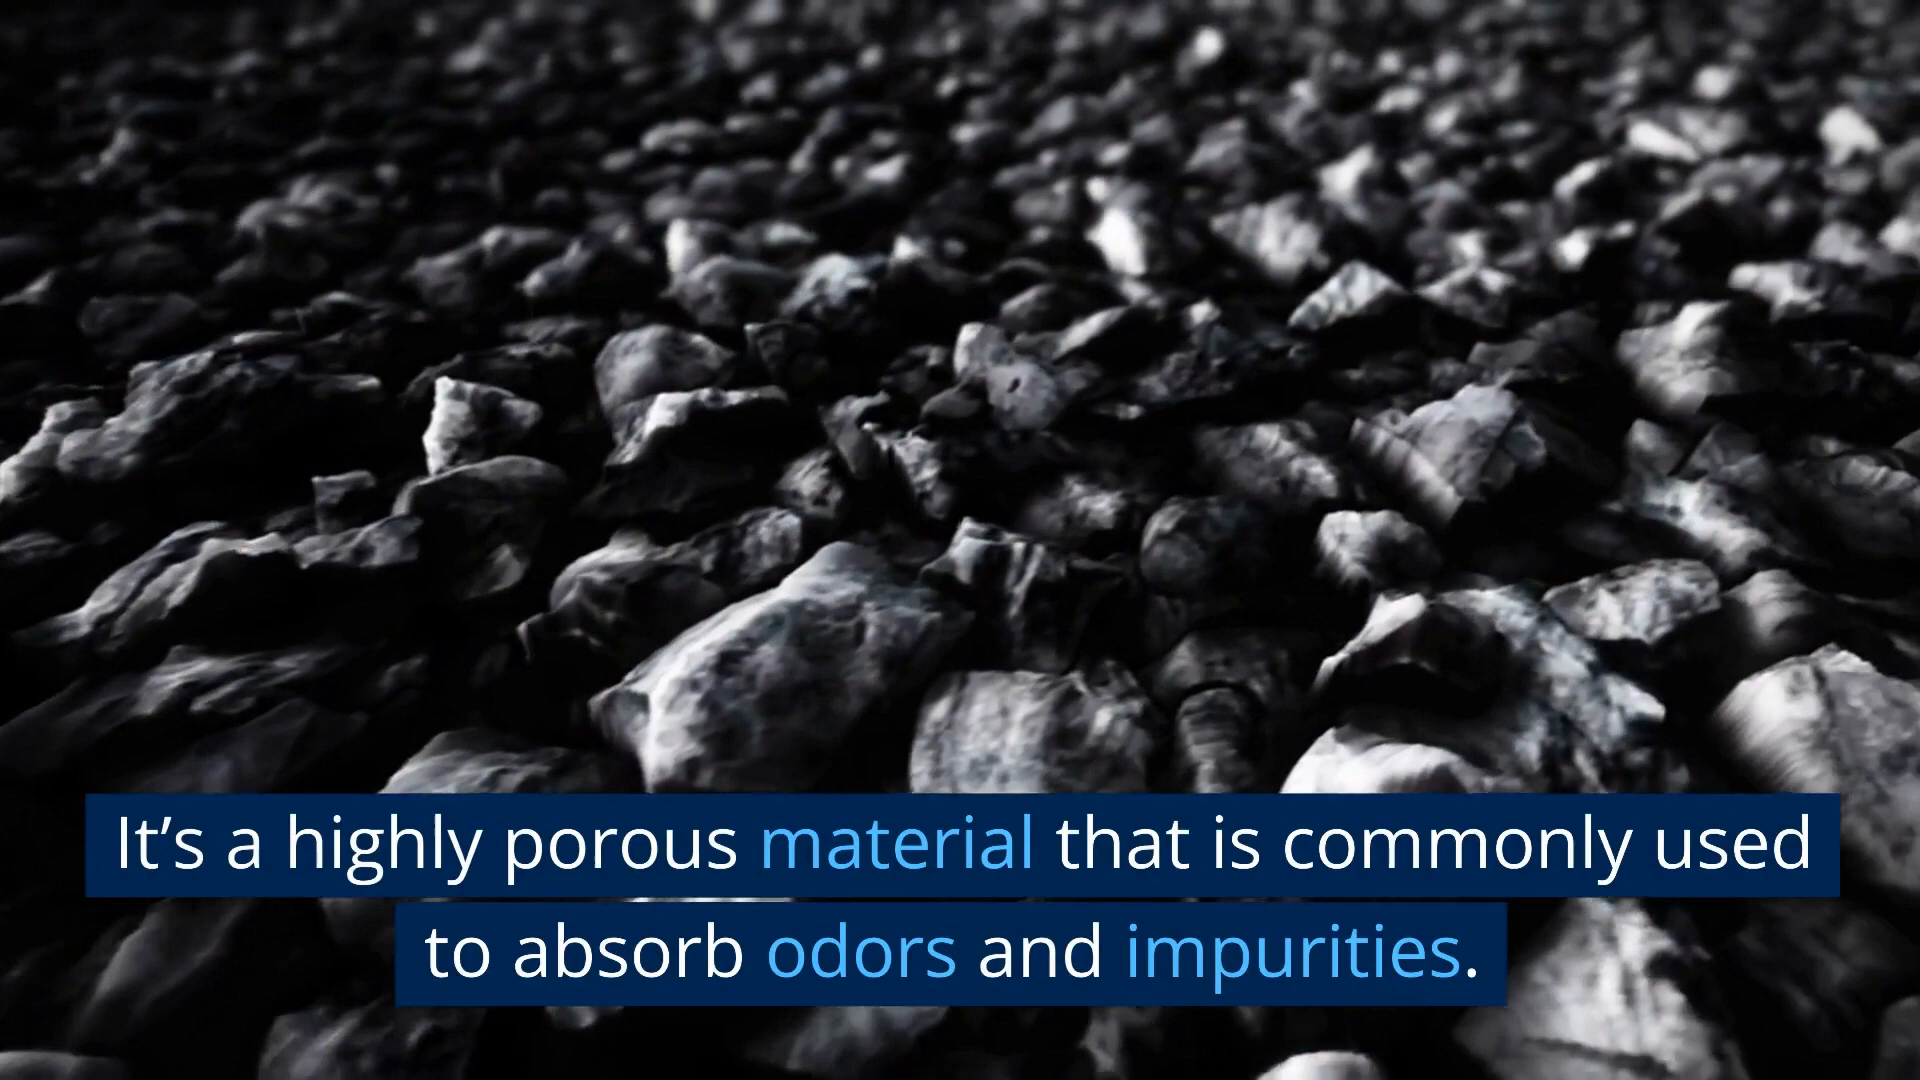 It’s a highly porous material that is commonly used
to absorb odors and impurities.